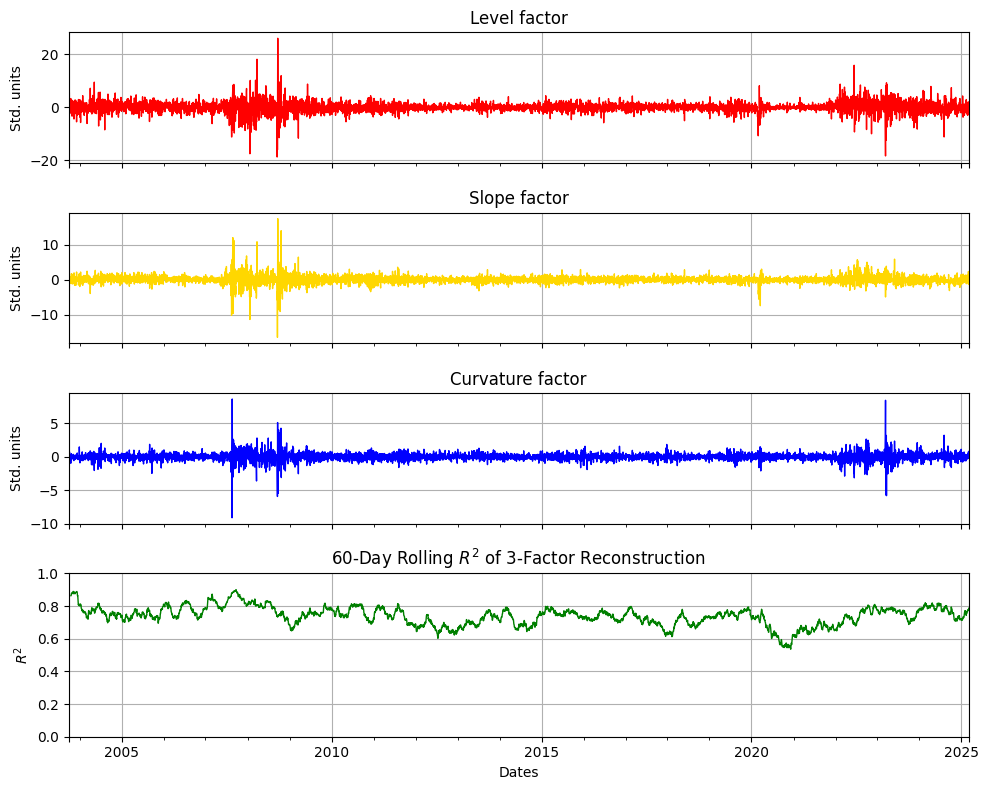 Level factor
Std. units
20
0
−20
Slope factor
Std. units
10
0
−10
Curvature factor
Std. units
5
0
−5
−10
60-Day Rolling R² of 3-Factor Reconstruction
R²
1.0
0.8
0.6
0.4
0.2
0.0
2005 2010 2015 2020 2025
Dates